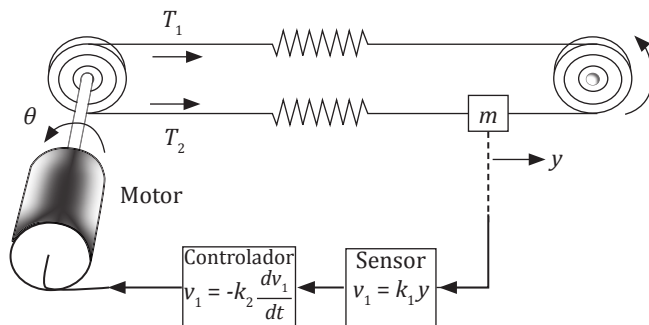 T₁
T₂
θ
m
y
Motor
Controlador
v₁ = -k₂ dv₁/dt
Sensor
v₁ = k₁y